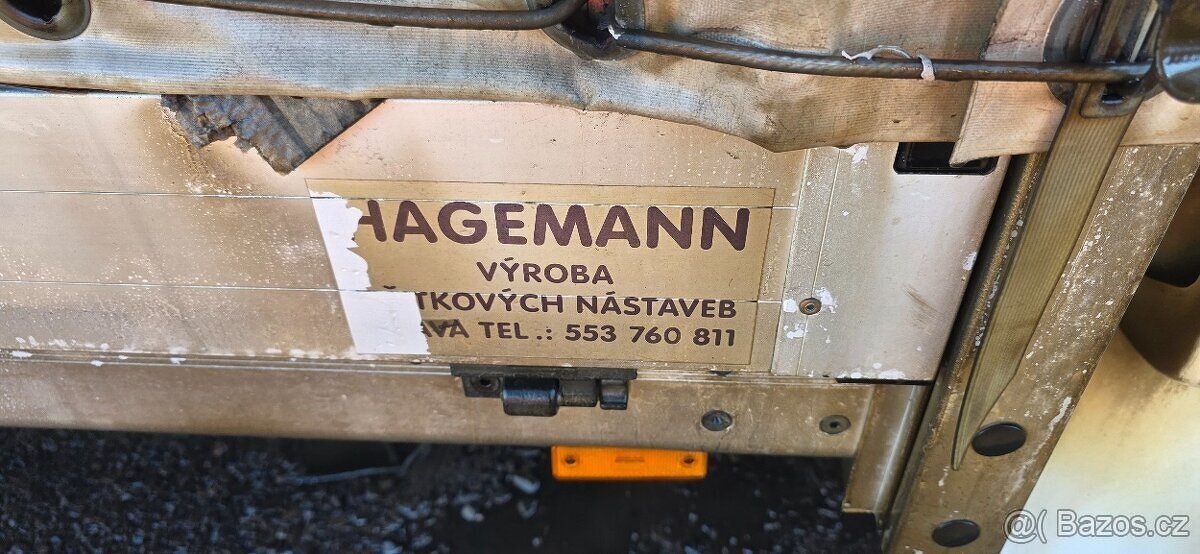 HAGEMANN
VÝROBA
NÁSTAVEB
TEL.: 553 760 811
@( Bazos.cz